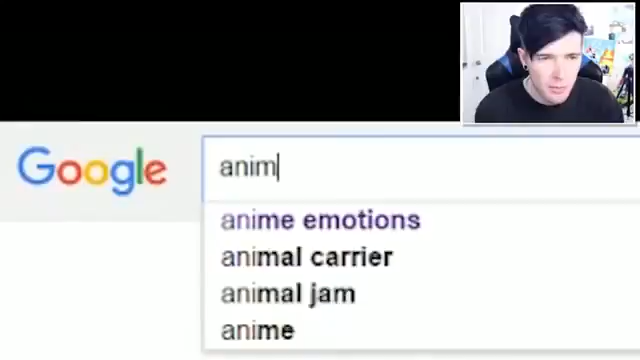 Google
anim
anime emotions
animal carrier
animal jam
anime